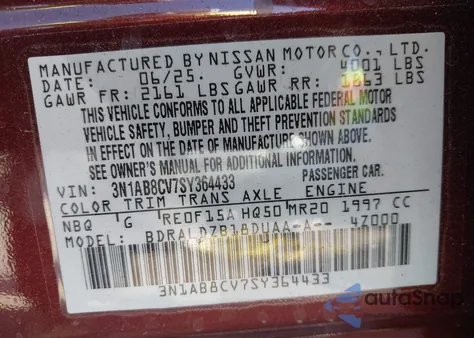 MANUFACTURED BY NISSAN MOTOR CO., LTD.
DATE: 06/25. GVWR: 4001 LBS
GAWR FR: 2161 LBS GAWR RR: 1863 LBS
THIS VEHICLE CONFORMS TO ALL APPLICABLE FEDERAL MOTOR
VEHICLE SAFETY, BUMPER AND THEFT PREVENTION STANDARDS
IN EFFECT ON THE DATE OF MANUFACTURE SHOWN ABOVE.
SEE OWNER'S MANUAL FOR ADDITIONAL INFORMATION.
VIN: 3N1AB8CV7SY364433 PASSENGER CAR.
COLOR TRIM TRANS AXLE ENGINE
NBQ G RE0F15A HQ50 MR20 1997 CC
MODEL: BDRALD7B18DUAA-A-- 47000
3N1AB8CV7SY364433
autoSnap